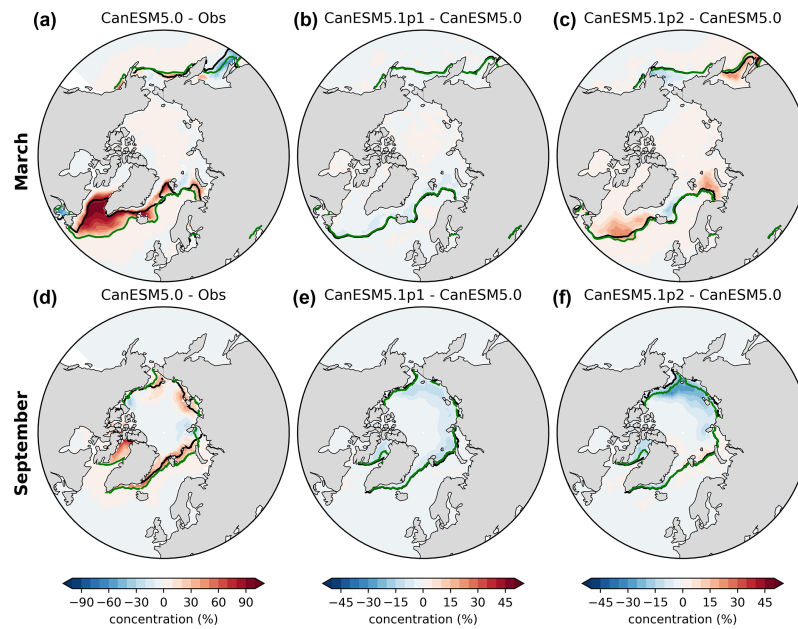 (a) CanESM5.0 - Obs
(b) CanESM5.1p1 - CanESM5.0
(c) CanESM5.1p2 - CanESM5.0
March
(d) CanESM5.0 - Obs
(e) CanESM5.1p1 - CanESM5.0
(f) CanESM5.1p2 - CanESM5.0
September
−90 −60 −30 0 30 60 90
concentration (%)
−45 −30 −15 0 15 30 45
concentration (%)
−45 −30 −15 0 15 30 45
concentration (%)